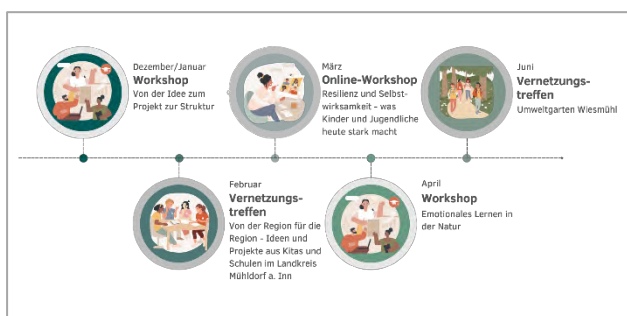 Dezember/Januar
Workshop
Von der Idee zum
Projekt zur Struktur
Februar
Vernetzungs-
treffen
Von der Region für die
Region - Ideen und
Projekte aus Kitas und
Schulen im Landkreis
Mühldorf a. Inn
März
Online-Workshop
Resilienz und Selbst-
wirksamkeit - was
Kinder und Jugendliche
heute stark macht
April
Workshop
Emotionales Lernen in
der Natur
Juni
Vernetzungs-
treffen
Umweltgarten Wiesmühl